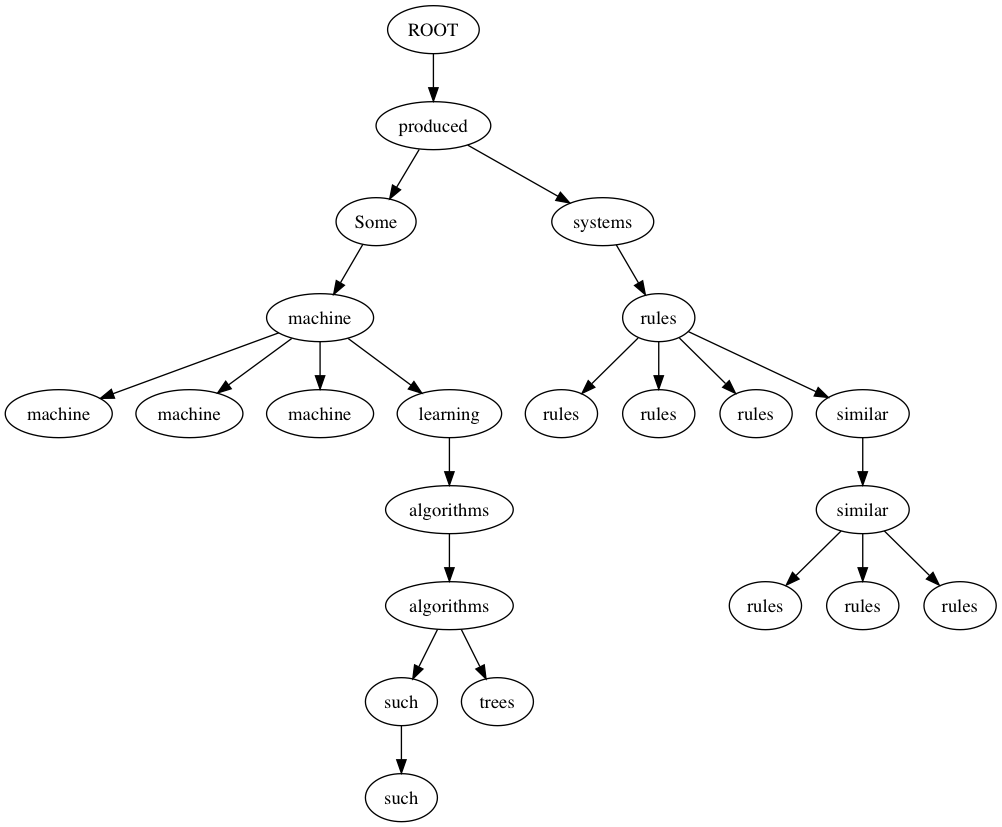 ROOT
produced
Some systems
machine rules
machine machine machine learning rules rules rules similar
algorithms similar
algorithms rules rules rules
such trees
such